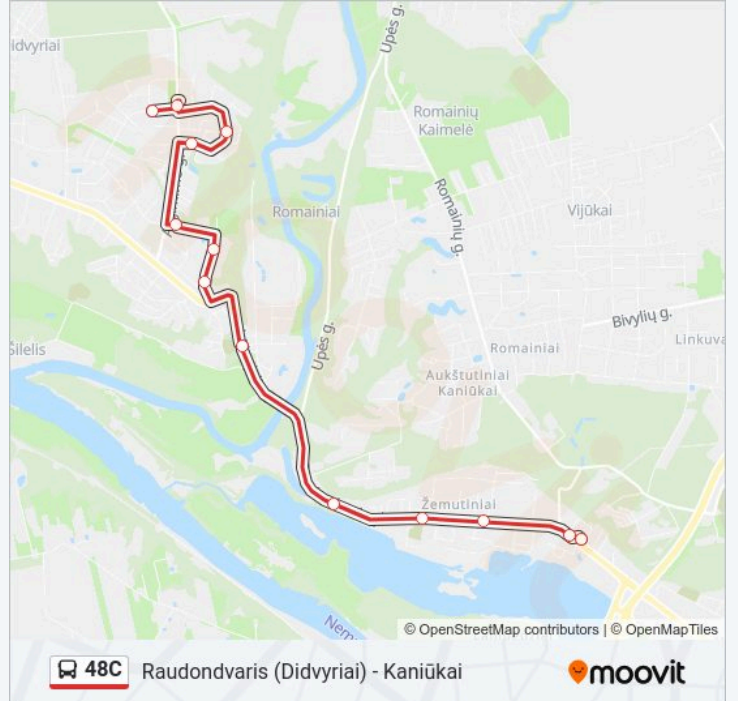 idvyriai
Upės g.
Romainių
Kaimelė
Romainių g.
Romainiai
Vijūkai
Bivylių g.
Upės g.
Romainiai
Linkuva
Šilelis
Aukštutiniai
Kaniūkai
Žemutiniai
Nem
© OpenStreetMap contributors | © OpenMapTiles
48C Raudondvaris (Didvyriai) - Kaniūkai
moovit